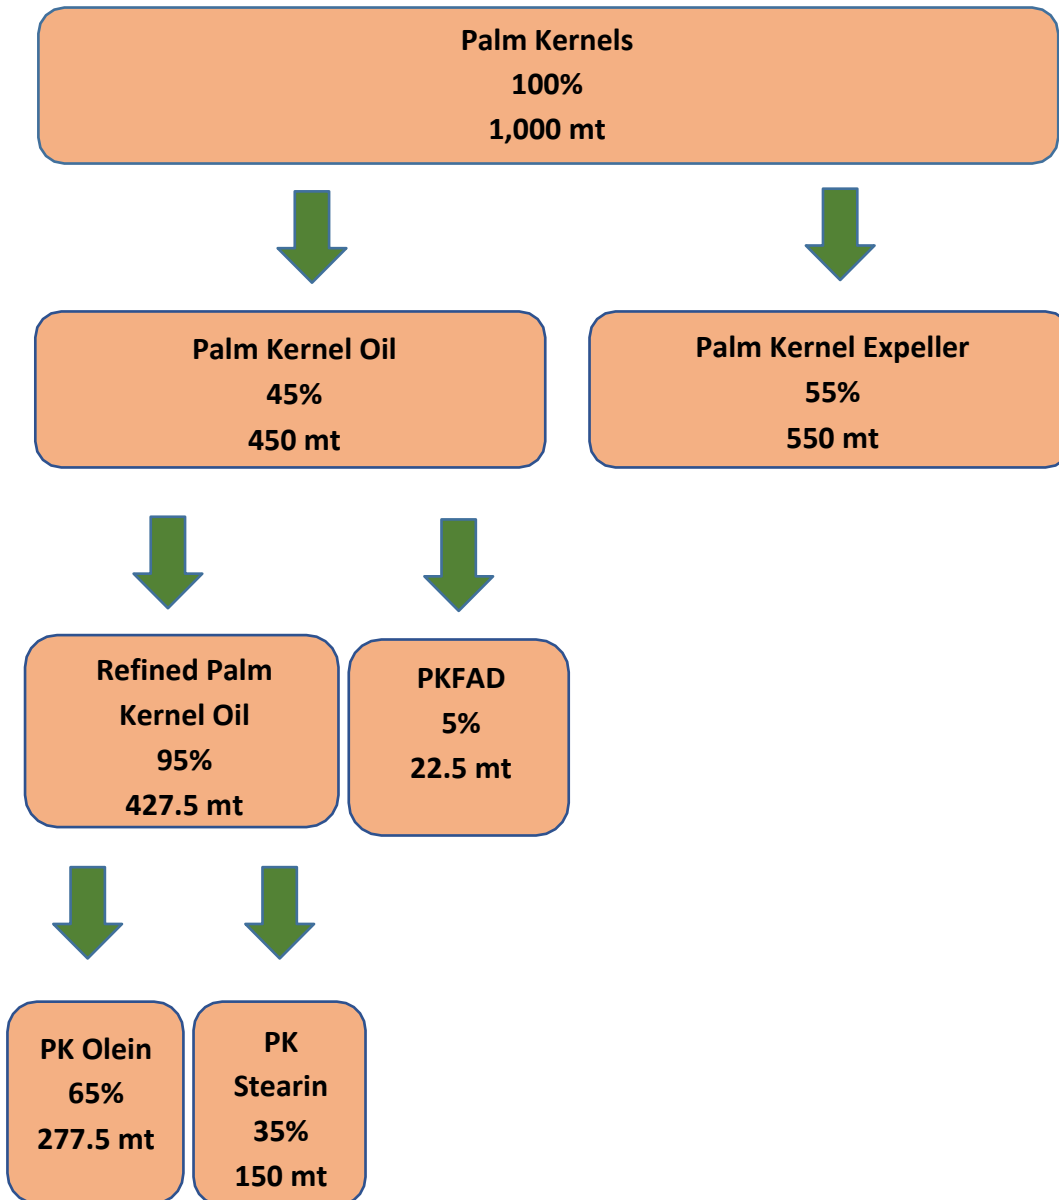 Palm Kernels
100%
1,000 mt
Palm Kernel Oil
45%
450 mt
Palm Kernel Expeller
55%
550 mt
Refined Palm
Kernel Oil
95%
427.5 mt
PKFAD
5%
22.5 mt
PK Olein
65%
277.5 mt
PK
Stearin
35%
150 mt